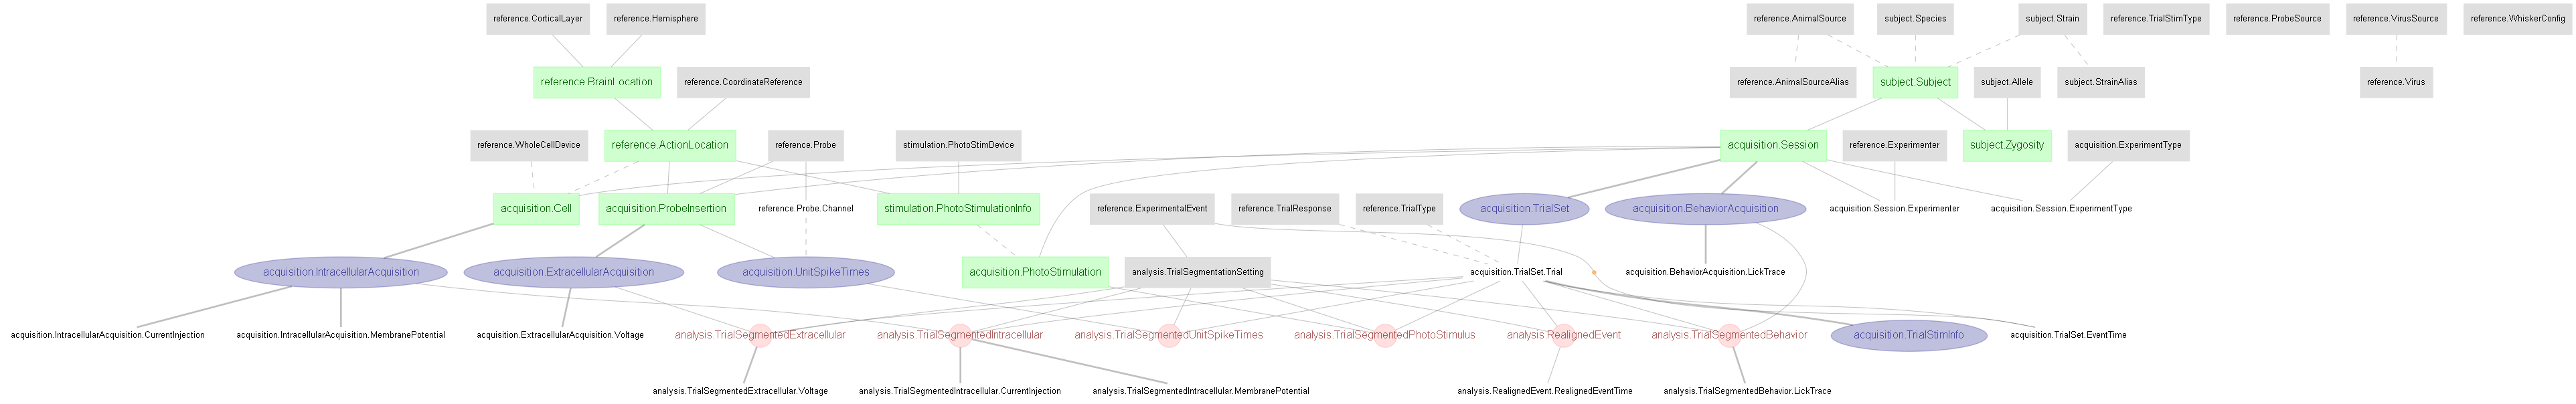 reference.CorticalLayer
reference.Hemisphere
reference.AnimalSource
subject.Species
subject.Strain
reference.TrialStimType
reference.ProbeSource
reference.VirusSource
reference.WhiskerConfig
reference.BrainLocation
reference.CoordinateReference
reference.AnimalSourceAlias
subject.Subject
subject.Allele
subject.StrainAlias
reference.Virus
reference.WholeCellDevice
reference.ActionLocation
reference.Probe
stimulation.PhotoStimDevice
acquisition.Session
reference.Experimenter
subject.Zygosity
acquisition.ExperimentType
acquisition.Cell
acquisition.ProbeInsertion
reference.Probe.Channel
stimulation.PhotoStimulationInfo
reference.ExperimentalEvent
reference.TrialResponse
reference.TrialType
acquisition.TrialSet
acquisition.BehaviorAcquisition
acquisition.Session.Experimenter
acquisition.Session.ExperimentType
acquisition.IntracellularAcquisition
acquisition.ExtracellularAcquisition
acquisition.UnitSpikeTimes
acquisition.PhotoStimulation
analysis.TrialSegmentationSetting
acquisition.TrialSet.Trial
acquisition.BehaviorAcquisition.LickTrace
acquisition.IntracellularAcquisition.CurrentInjection
acquisition.IntracellularAcquisition.MembranePotential
acquisition.ExtracellularAcquisition.Voltage
analysis.TrialSegmentedExtracellular
analysis.TrialSegmentedIntracellular
analysis.TrialSegmentedUnitSpikeTimes
analysis.TrialSegmentedPhotoStimulus
analysis.RealignedEvent
analysis.TrialSegmentedBehavior
acquisition.TrialStimInfo
acquisition.TrialSet.EventTime
analysis.TrialSegmentedExtracellular.Voltage
analysis.TrialSegmentedIntracellular.CurrentInjection
analysis.TrialSegmentedIntracellular.MembranePotential
analysis.RealignedEvent.RealignedEventTime
analysis.TrialSegmentedBehavior.LickTrace